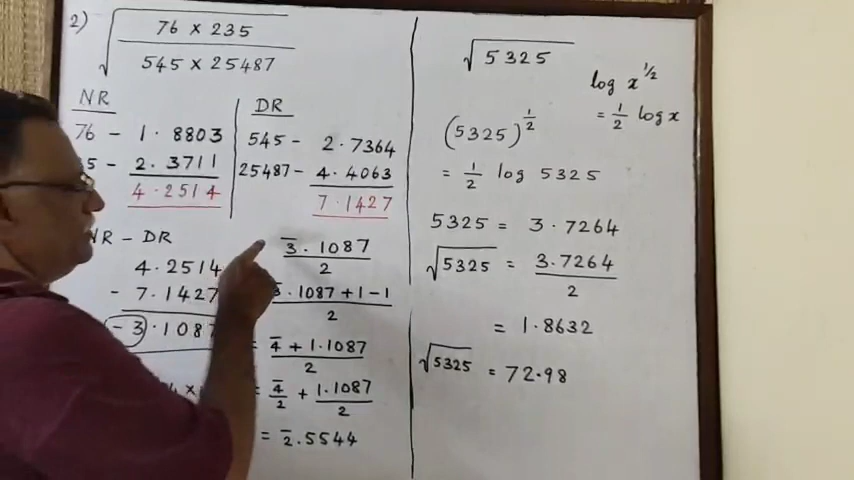 2) √ 76 x 235
545 x 25487
NR
76 - 1.8803
5 - 2.3711
4.2514
DR
545 - 2.7364
25487 - 4.4063
7.1427
NR - DR
4.2514
- 7.1427
- 3.1087
3̅.1087
2
3̅.1087 + 1 - 1
2
= 4̅ + 1.1087
2
= 4̅/2 + 1.1087/2
= 2̅.5544
√5325
log x^1/2
= 1/2 log x
(5325)^1/2
= 1/2 log 5325
5325 = 3.7264
√5325 = 3.7264
2
= 1.8632
√5325 = 72.98